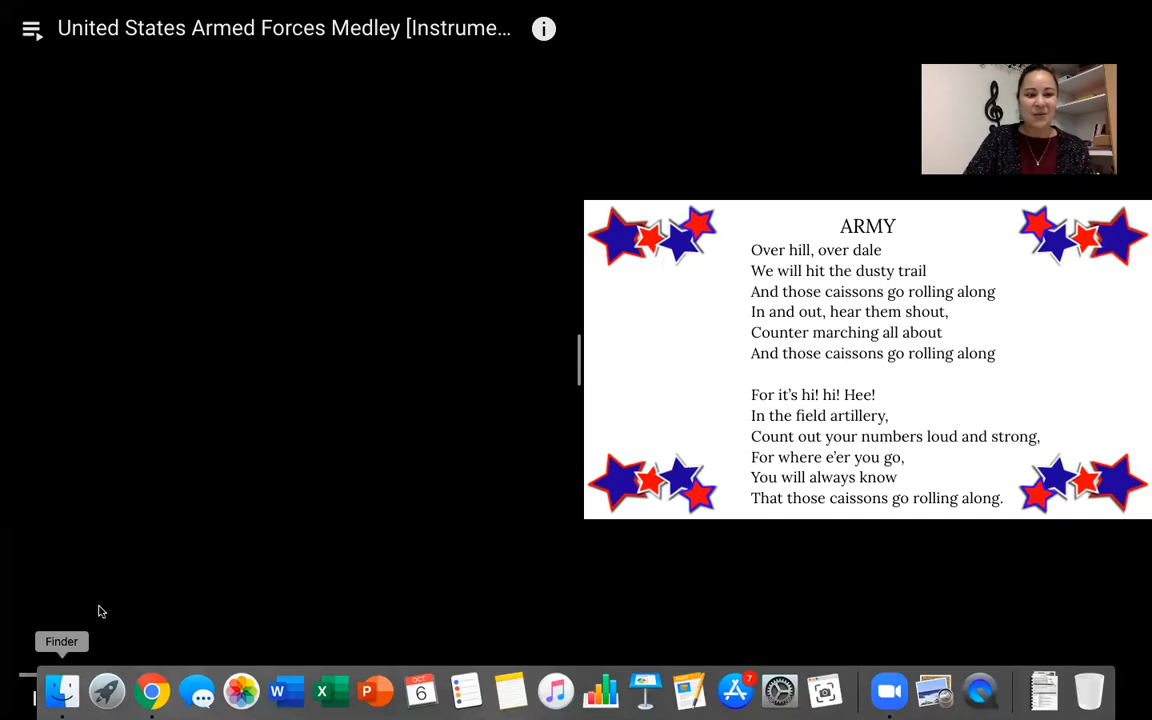 United States Armed Forces Medley [Instrume...
i
ARMY
Over hill, over dale
We will hit the dusty trail
And those caissons go rolling along
In and out, hear them shout,
Counter marching all about
And those caissons go rolling along
For it's hi! hi! Hee!
In the field artillery,
Count out your numbers loud and strong,
For where e'er you go,
You will always know
That those caissons go rolling along.
Finder
W
X
P
OCT
6
7